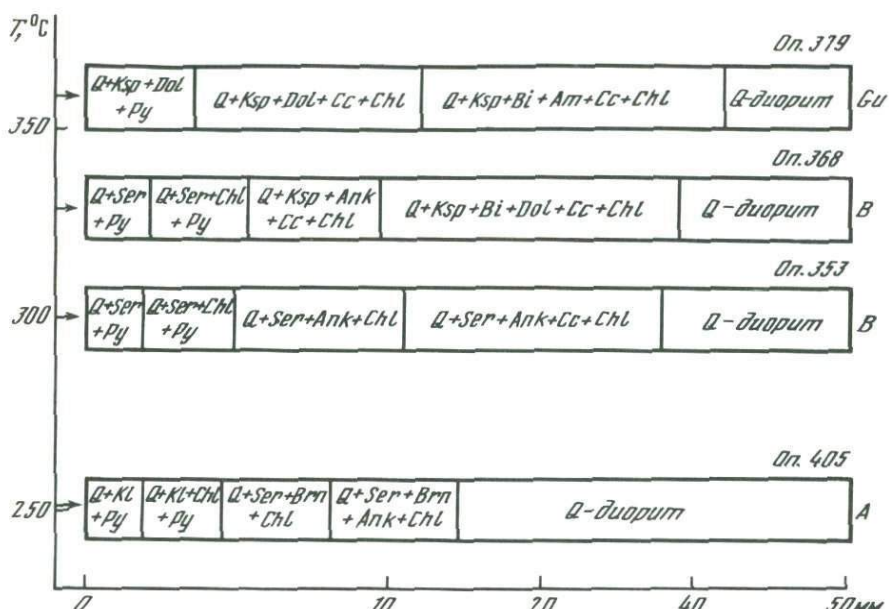 T,°C
Оп. 379
Q+Ksp+Dol
+Py
Q+Ksp+Dol+Cc+Chl
Q+Ksp+Bi+Am+Cc+Chl
Q-диорит
Gu
350
Оп. 368
Q+Ser
+Py
Q+Ser+Chl
+Py
Q+Ksp+Ank
+Cc+Chl
Q+Ksp+Bi+Dol+Cc+Chl
Q-диорит
B
Оп. 353
300
Q+Ser
+Py
Q+Ser+Chl
+Py
Q+Ser+Ank+Chl
Q+Ser+Ank+Cc+Chl
Q-диорит
B
Оп. 405
250
Q+Kl
+Py
Q+Kl+Chl
+Py
Q+Ser+Brn
+Chl
Q+Ser+Brn
+Ank+Chl
Q-диорит
A
0 10 20 40 50мм